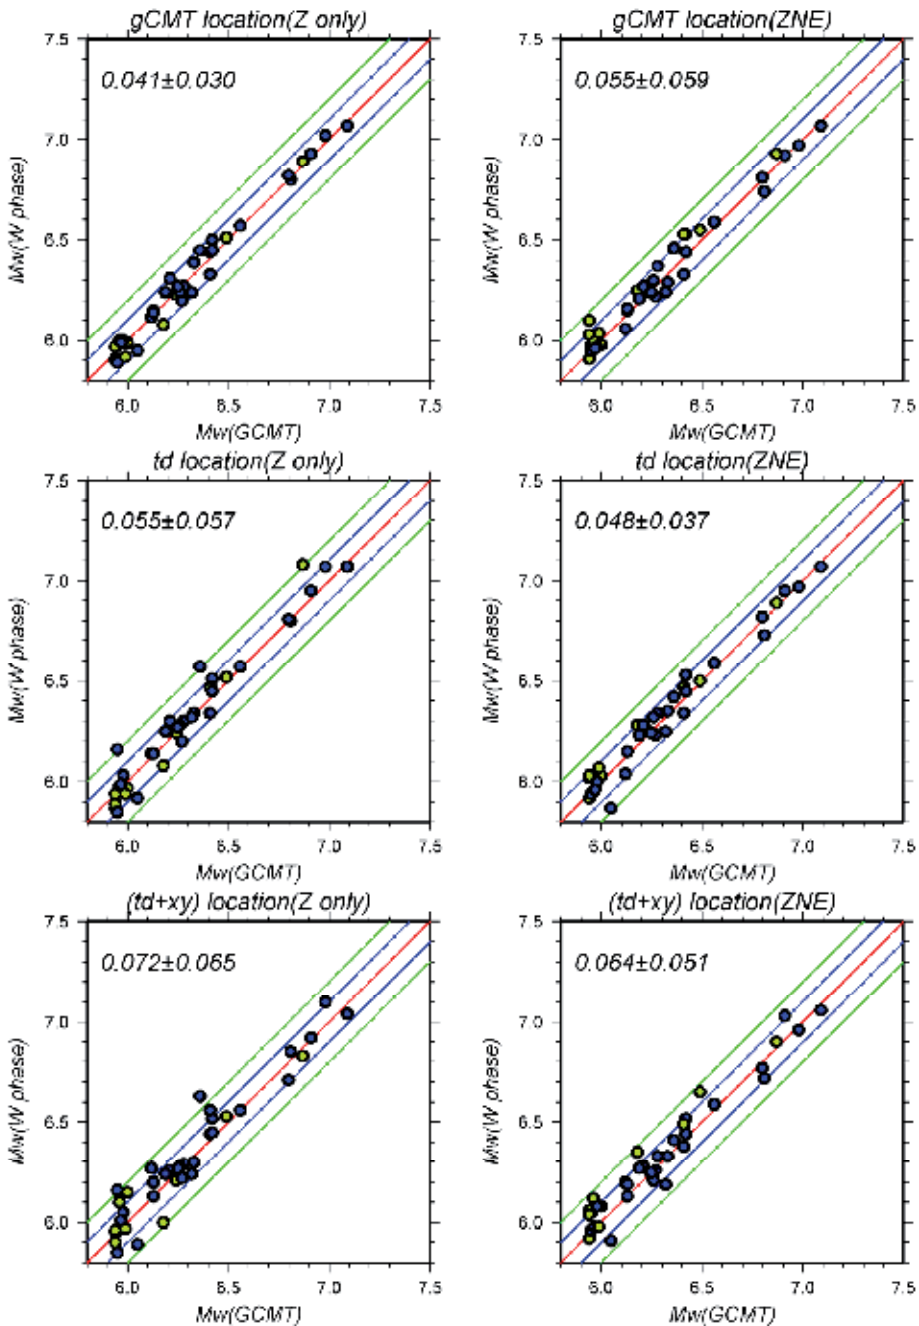 gCMT location(Z only)
gCMT location(ZNE)
7.5
7.0
6.5
6.0
Mw(W phase)
0.041±0.030
6.0 6.5 7.0 7.5
Mw(GCMT)
7.5
7.0
6.5
6.0
Mw(W phase)
0.055±0.059
6.0 6.5 7.0 7.5
Mw(GCMT)
td location(Z only)
td location(ZNE)
7.5
7.0
6.5
6.0
Mw(W phase)
0.055±0.057
6.0 6.5 7.0 7.5
Mw(GCMT)
7.5
7.0
6.5
6.0
Mw(W phase)
0.048±0.037
6.0 6.5 7.0 7.5
Mw(GCMT)
(td+xy) location(Z only)
(td+xy) location(ZNE)
7.5
7.0
6.5
6.0
Mw(W phase)
0.072±0.065
6.0 6.5 7.0 7.5
Mw(GCMT)
7.5
7.0
6.5
6.0
Mw(W phase)
0.064±0.051
6.0 6.5 7.0 7.5
Mw(GCMT)